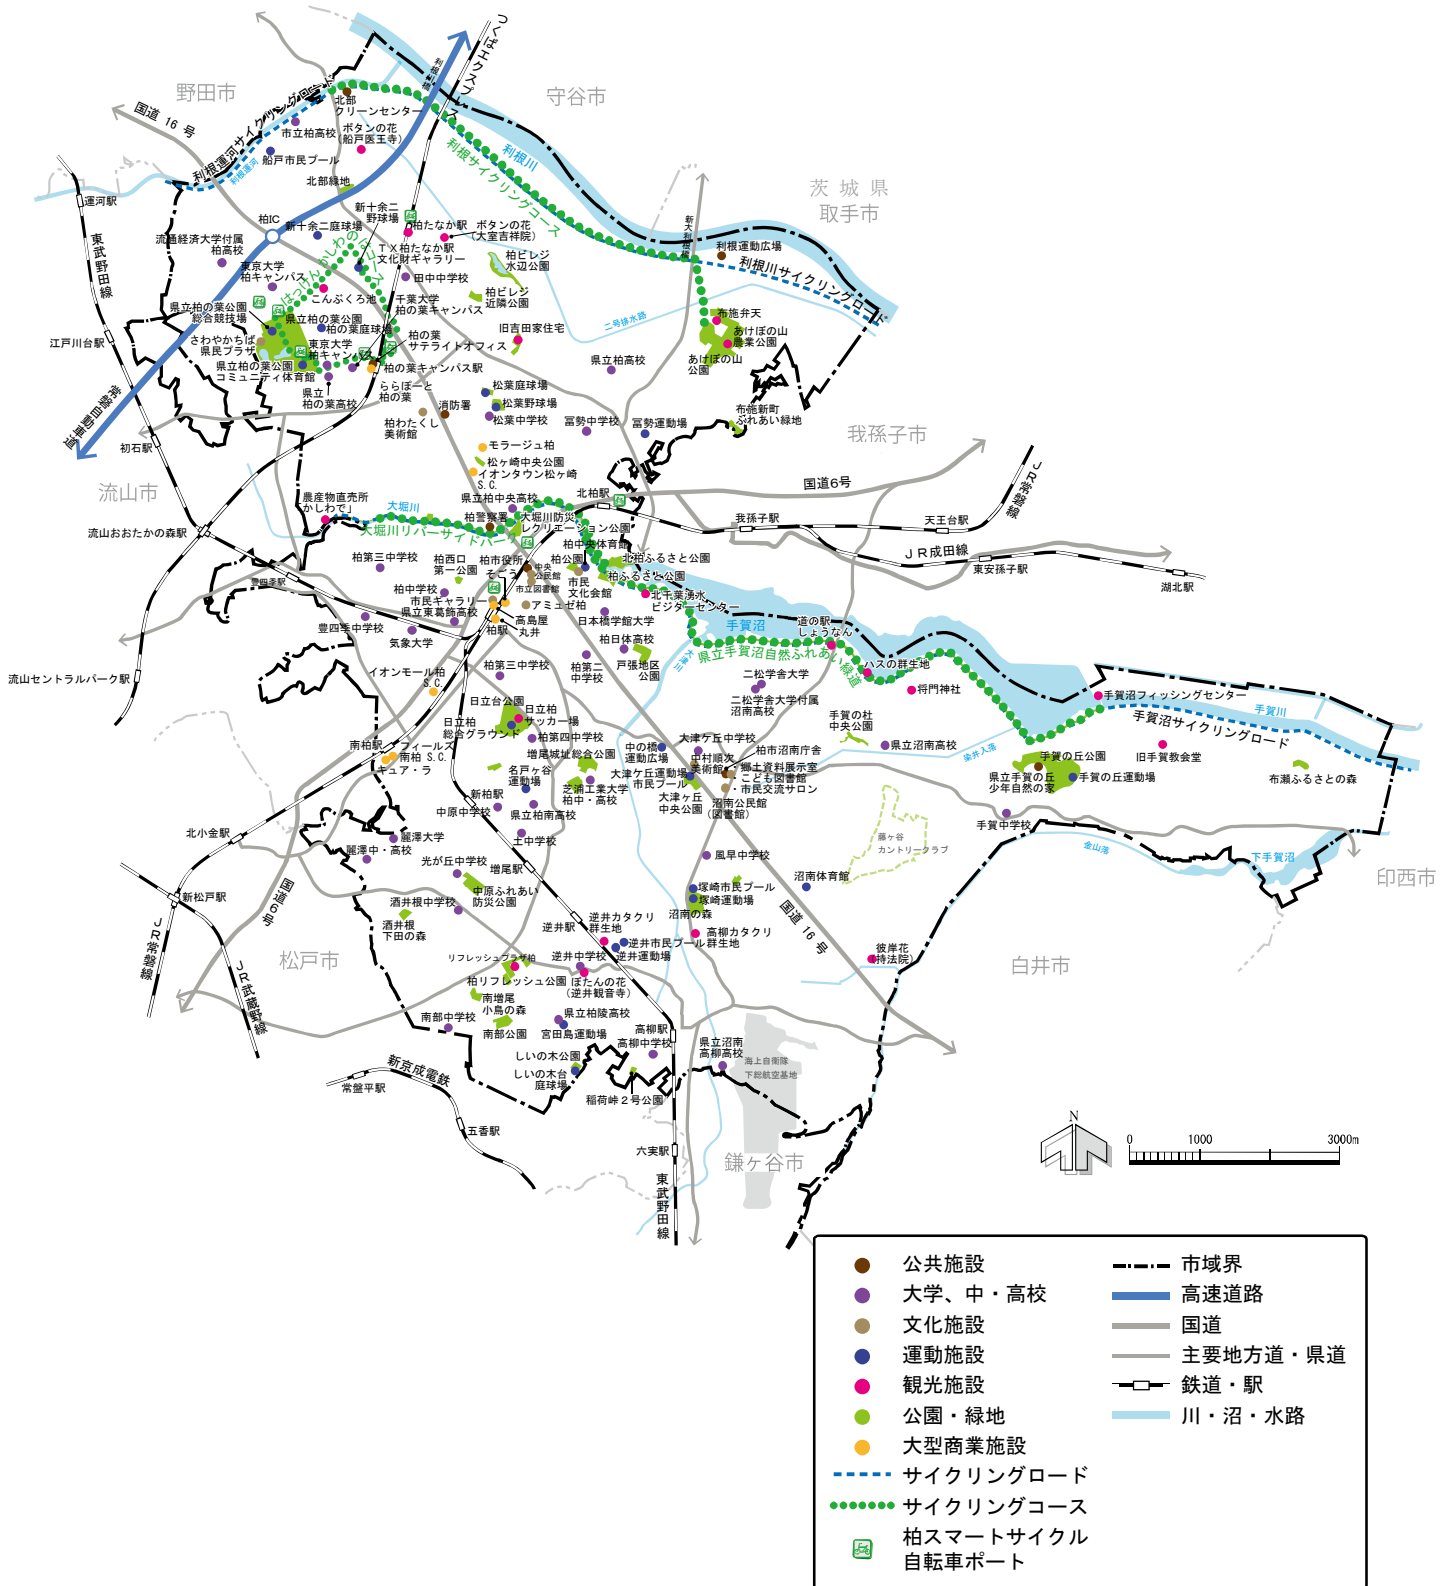 野田市
守谷市
茨城県
取手市
我孫子市
流山市
松戸市
鎌ヶ谷市
白井市
印西市
つくばエクスプレス
利根川橋
国道 16 号
利根運河サイクリングロード
利根運河
北部
クリーンセンター
市立柏高校
ボタンの花
(船戸医王寺)
船戸市民プール
北部緑地
利根川
利根サイクリングコース
利根川サイクリングロード
新大利根橋
利根運動広場
運河駅
東武野田線
江戸川台駅
初石駅
常磐自動車道
柏IC
新十余二庭球場
新十余二
野球場
柏たなか駅
ボタンの花
(大室吉祥院)
TX柏たなか駅
文化財ギャラリー
流通経済大学付属
柏高校
東京大学
柏キャンパス
田中中学校
柏ビレジ
水辺公園
柏ビレジ
近隣公園
こんぶくろ池
千葉大学
柏の葉キャンパス
県立柏の葉公園
総合競技場
県立柏の葉公園
柏の葉庭球場
さわやかちば
県民プラザ
東京大学
柏キャンパス
柏の葉
サテライトオフィス
県立柏の葉公園
コミュニティ体育館
柏の葉キャンパス駅
県立
柏の葉高校
ららぽーと
柏の葉
旧吉田家住宅
二号排水路
県立柏高校
布施弁天
あけぼの山
農業公園
あけぼの山
公園
布施新町
ふれあい緑地
松葉庭球場
松葉野球場
松葉中学校
消防署
柏わたくし
美術館
富勢中学校
富勢運動場
モラージュ柏
松ヶ崎中央公園
イオンタウン松ヶ崎
S.C.
国道6号
JR常磐線
北柏駅
我孫子駅
天王台駅
JR成田線
東我孫子駅
湖北駅
農産物直売所
かしわで」
大堀川
大堀川リバーサイドパーク
県立柏中央高校
柏警察署
大堀川防災
レクリエーション公園
柏中央体育館
柏公園
北柏ふるさと公園
柏ふるさと公園
流山おおたかの森駅
豊四季駅
柏第三中学校
柏西口
第一公園
柏市役所
そごう
中央
公民館
市立図書館
市民
文化会館
柏中学校
市民ギャラリー
県立東葛飾高校
アミュゼ柏
高島屋
丸井
柏駅
北千葉湧水
ビジターセンター
日本橋学館大学
柏日体高校
豊四季中学校
気象大学
流山セントラルパーク駅
イオンモール柏
S.C.
柏第三中学校
柏第二
中学校
戸張地区
公園
大津川
手賀沼
道の駅
しょうなん
県立手賀沼自然ふれあい緑道
ハスの群生地
将門神社
二松学舎大学
二松学舎大学付属
沼南高校
手賀の杜
中央公園
県立沼南高校
染井入落
手賀沼フィッシングセンター
手賀川
手賀沼サイクリングロード
手賀の丘公園
旧手賀教会堂
県立手賀の丘
少年自然の家
手賀の丘運動場
布瀬ふるさとの森
手賀中学校
日立台公園
日立柏
サッカー場
日立柏
総合グラウンド
柏第四中学校
増尾城址総合公園
中の橋
運動広場
大津ケ丘中学校
柏市沼南庁舎
中村順次
美術館
・郷土資料展示室
こども図書館
・市民交流サロン
大津ケ丘運動場
市民プール
大津ヶ丘
中央公園
沼南公民館
(図書館)
南柏駅
フィールズ
南柏 S.C.
キュア・ラ
名戸ヶ谷
運動場
芝浦工業大学
柏中・高校
新柏駅
中原中学校
県立柏南高校
北小金駅
麗澤大学
麗澤中・高校
土中学校
光が丘中学校
増尾駅
中原ふれあい
防災公園
新松戸駅
国道6号
JR常磐線
JR武蔵野線
酒井根中学校
酒井根
下田の森
風早中学校
塚崎市民プール
塚崎運動場
沼南の森
沼南体育館
藤ヶ谷
カントリークラブ
金山落
下手賀沼
国道 16 号
逆井カタクリ
群生地
逆井駅
逆井市民プール
逆井運動場
高柳カタクリ
群生地
彼岸花
(持法院)
リフレッシュプラザ柏
逆井中学校
柏リフレッシュ公園
ぼたんの花
(逆井観音寺)
南増尾
小鳥の森
南部中学校
南部公園
県立柏陵高校
宮田島運動場
高柳駅
高柳中学校
県立沼南
高柳高校
海上自衛隊
下総航空基地
しいの木公園
しいの木台
庭球場
稲荷峠2号公園
新京成電鉄
常盤平駅
五香駅
六実駅
東武野田線
N
0 1000 3000m
公共施設
大学、中・高校
文化施設
運動施設
観光施設
公園・緑地
大型商業施設
サイクリングロード
サイクリングコース
柏スマートサイクル
自転車ポート
市域界
高速道路
国道
主要地方道・県道
鉄道・駅
川・沼・水路